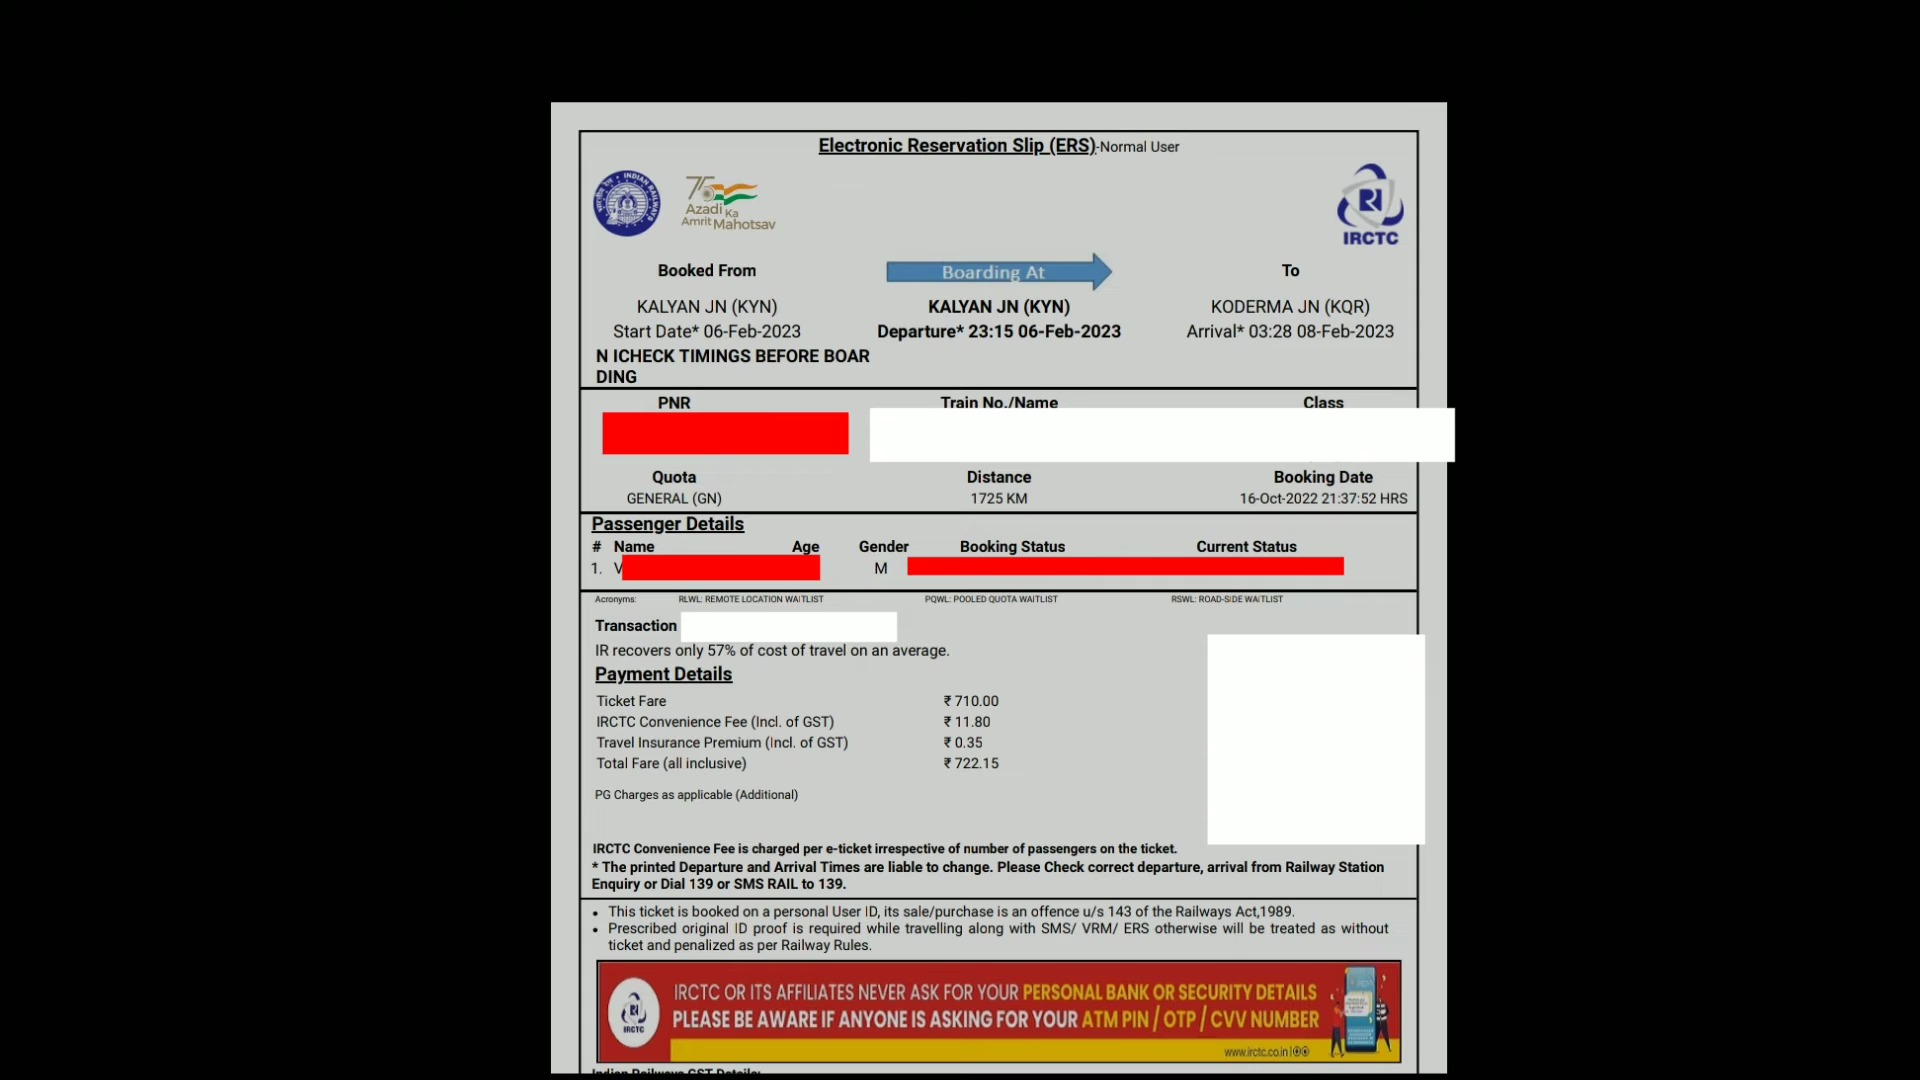 Electronic Reservation Slip (ERS)-Normal User
INDIAN RAILWAYS
75
Azadi Ka
Amrit Mahotsav
IRCTC
Booked From
Boarding At
To
KALYAN JN (KYN)
KALYAN JN (KYN)
KODERMA JN (KQR)
Start Date* 06-Feb-2023
Departure* 23:15 06-Feb-2023
Arrival* 03:28 08-Feb-2023
N ICHECK TIMINGS BEFORE BOAR
DING
PNR
Train No./Name
Class
Quota
Distance
Booking Date
GENERAL (GN)
1725 KM
16-Oct-2022 21:37:52 HRS
Passenger Details
# Name Age Gender Booking Status Current Status
1. V M
Acronyms: RLWL: REMOTE LOCATION WAITLIST PQWL: POOLED QUOTA WAITLIST RSWL: ROAD-SIDE WAITLIST
Transaction
IR recovers only 57% of cost of travel on an average.
Payment Details
Ticket Fare ₹ 710.00
IRCTC Convenience Fee (Incl. of GST) ₹ 11.80
Travel Insurance Premium (Incl. of GST) ₹ 0.35
Total Fare (all inclusive) ₹ 722.15
PG Charges as applicable (Additional)
IRCTC Convenience Fee is charged per e-ticket irrespective of number of passengers on the ticket.
* The printed Departure and Arrival Times are liable to change. Please Check correct departure, arrival from Railway Station
Enquiry or Dial 139 or SMS RAIL to 139.
• This ticket is booked on a personal User ID, its sale/purchase is an offence u/s 143 of the Railways Act,1989.
• Prescribed original ID proof is required while travelling along with SMS/ VRM/ ERS otherwise will be treated as without
ticket and penalized as per Railway Rules.
IRCTC OR ITS AFFILIATES NEVER ASK FOR YOUR PERSONAL BANK OR SECURITY DETAILS
PLEASE BE AWARE IF ANYONE IS ASKING FOR YOUR ATM PIN / OTP / CVV NUMBER
IRCTC
www.irctc.co.in
Indian Railways GST Details: